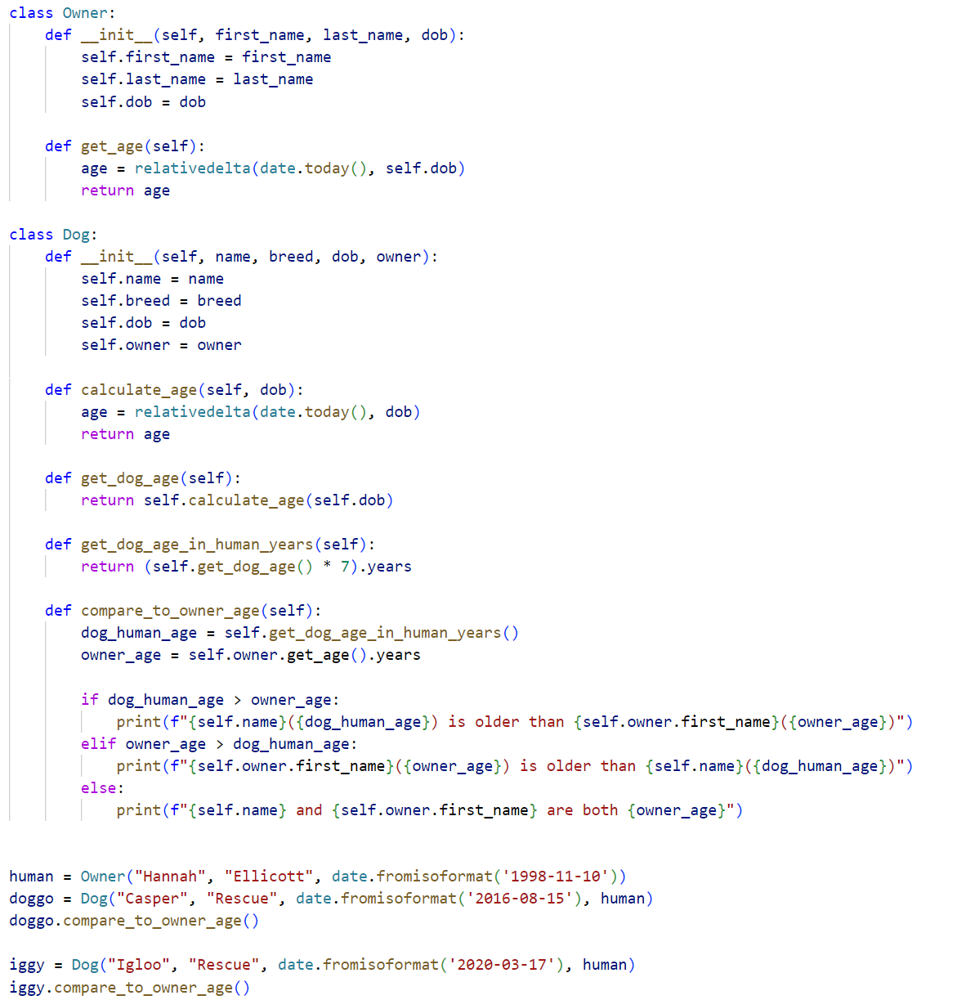 class Owner:
    def __init__(self, first_name, last_name, dob):
        self.first_name = first_name
        self.last_name = last_name
        self.dob = dob

    def get_age(self):
        age = relativedelta(date.today(), self.dob)
        return age

class Dog:
    def __init__(self, name, breed, dob, owner):
        self.name = name
        self.breed = breed
        self.dob = dob
        self.owner = owner

    def calculate_age(self, dob):
        age = relativedelta(date.today(), dob)
        return age

    def get_dog_age(self):
        return self.calculate_age(self.dob)

    def get_dog_age_in_human_years(self):
        return (self.get_dog_age() * 7).years

    def compare_to_owner_age(self):
        dog_human_age = self.get_dog_age_in_human_years()
        owner_age = self.owner.get_age().years

        if dog_human_age > owner_age:
            print(f"{self.name}({dog_human_age}) is older than {self.owner.first_name}({owner_age})")
        elif owner_age > dog_human_age:
            print(f"{self.owner.first_name}({owner_age}) is older than {self.name}({dog_human_age})")
        else:
            print(f"{self.name} and {self.owner.first_name} are both {owner_age}")


human = Owner("Hannah", "Ellicott", date.fromisoformat('1998-11-10'))
doggo = Dog("Casper", "Rescue", date.fromisoformat('2016-08-15'), human)
doggo.compare_to_owner_age()

iggy = Dog("Igloo", "Rescue", date.fromisoformat('2020-03-17'), human)
iggy.compare_to_owner_age()